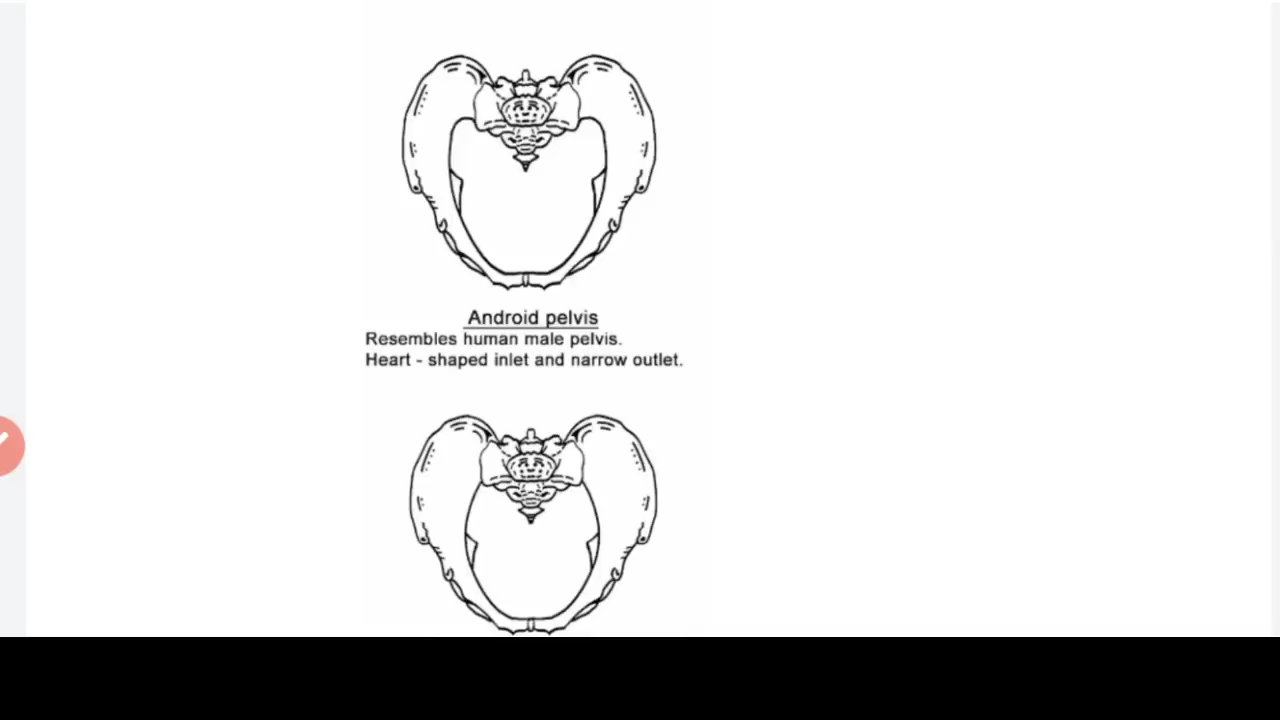 Android pelvis
Resembles human male pelvis.
Heart - shaped inlet and narrow outlet.